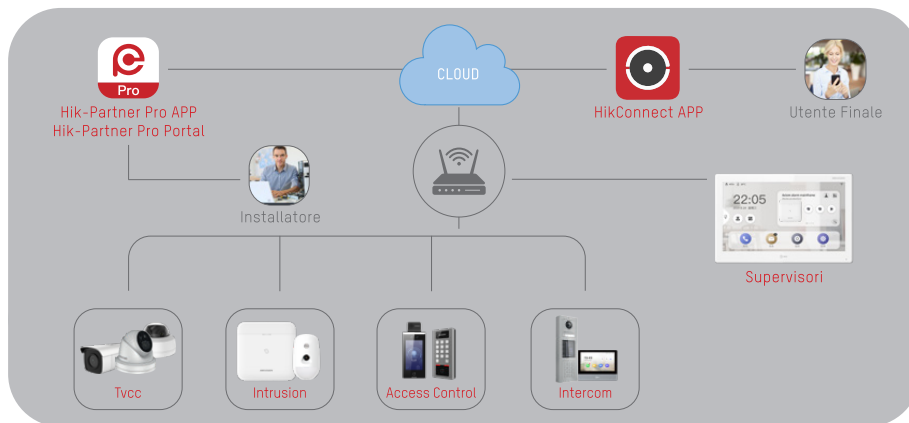 Pro
CLOUD
Hik-Partner Pro APP
Hik-Partner Pro Portal
HikConnect APP
Utente Finale
Installatore
22:05
Supervisori
Tvcc
Intrusion
Access Control
Intercom